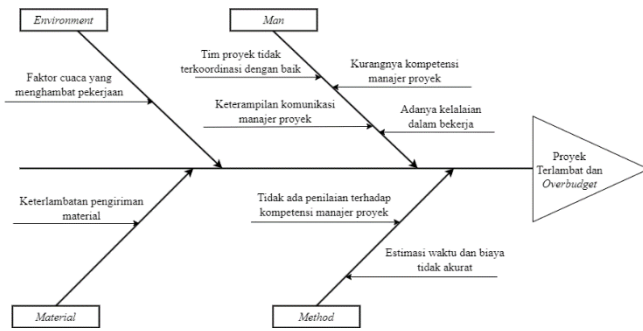 Environment
Man
Tim proyek tidak
terkoordinasi dengan baik
Kurangnya kompetensi
manajer proyek
Faktor cuaca yang
menghambat pekerjaan
Keterampilan komunikasi
manajer proyek
Adanya kelalaian
dalam bekerja
Proyek
Terlambat dan
Overbudget
Keterlambatan pengiriman
material
Tidak ada penilaian terhadap
kompetensi manajer proyek
Estimasi waktu dan biaya
tidak akurat
Material
Method